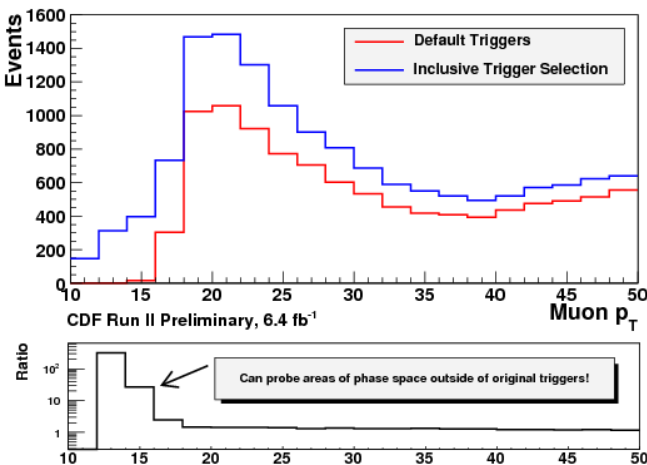 1600
1400
1200
1000
800
600
400
200
0
Events
Default Triggers
Inclusive Trigger Selection
10 15 20 25 30 35 40 45 50
CDF Run II Preliminary, 6.4 fb⁻¹
Muon p_T
Ratio
10²
10
1
Can probe areas of phase space outside of original triggers!
10 15 20 25 30 35 40 45 50